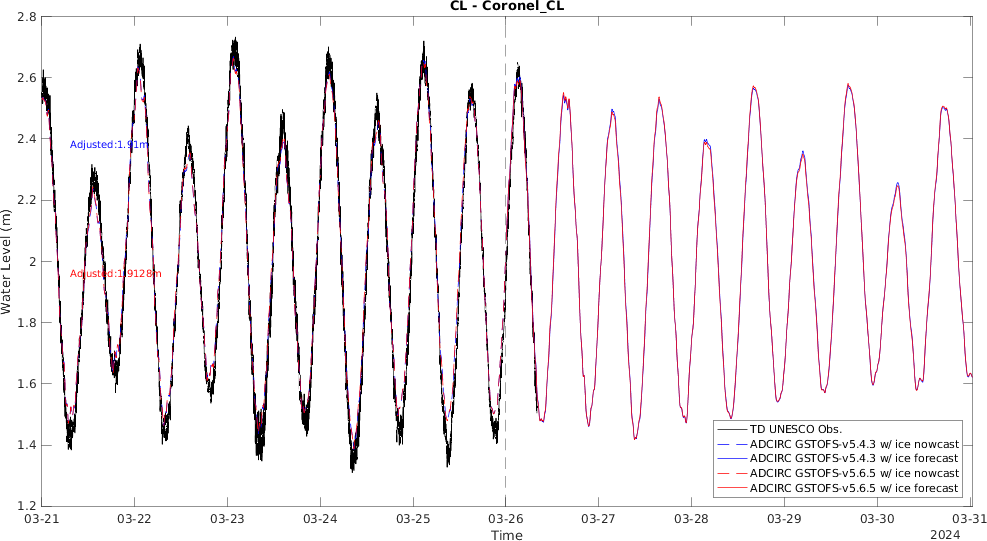 CL - Coronel_CL
2.8
2.6
2.4
2.2
2
1.8
1.6
1.4
1.2
Water Level (m)
Adjusted:1.91m
Adjusted:1.9128m
TD UNESCO Obs.
ADCIRC GSTOFS-v5.4.3 w/ ice nowcast
ADCIRC GSTOFS-v5.4.3 w/ ice forecast
ADCIRC GSTOFS-v5.6.5 w/ ice nowcast
ADCIRC GSTOFS-v5.6.5 w/ ice forecast
03-21 03-22 03-23 03-24 03-25 03-26 03-27 03-28 03-29 03-30 03-31
Time
2024